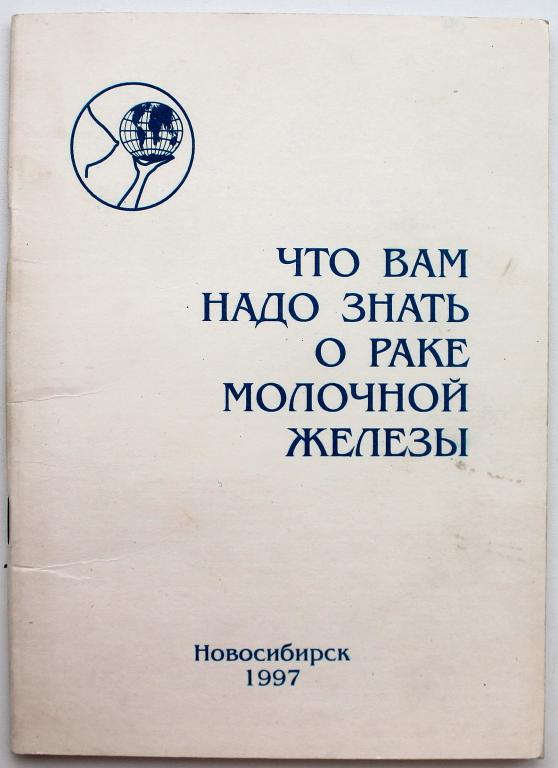 ЧТО ВАМ
НАДО ЗНАТЬ
О РАКЕ
МОЛОЧНОЙ
ЖЕЛЕЗЫ
Новосибирск
1997